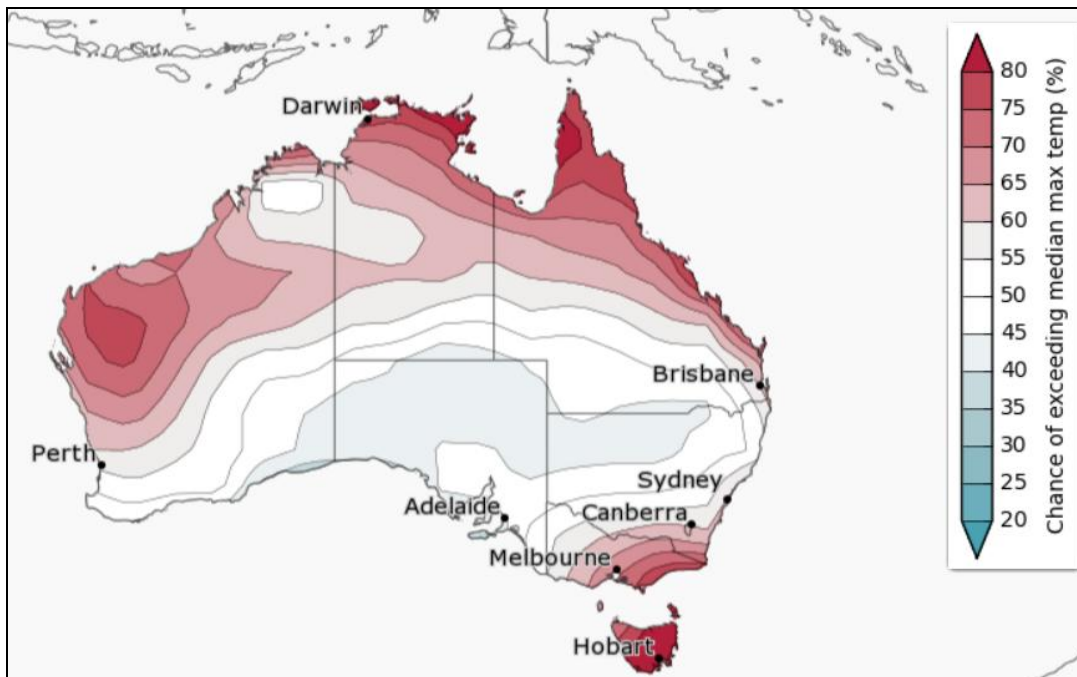 Darwin
Brisbane
Perth
Sydney
Adelaide
Canberra
Melbourne
Hobart
80
75
70
65
60
55
50
45
40
35
30
25
20
Chance of exceeding median max temp (%)